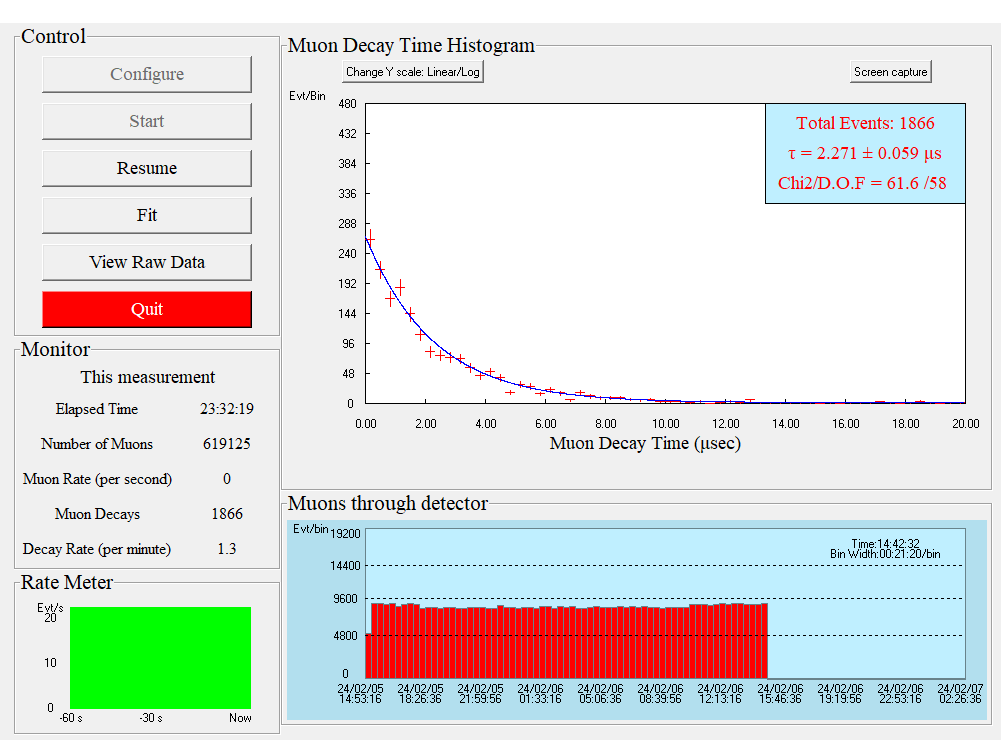 Control
Configure
Start
Resume
Fit
View Raw Data
Quit
Monitor
This measurement
Elapsed Time 23:32:19
Number of Muons 619125
Muon Rate (per second) 0
Muon Decays 1866
Decay Rate (per minute) 1.3
Rate Meter
Evt/s
20
10
0
-60 s -30 s Now
Muon Decay Time Histogram
Change Y scale: Linear/Log Screen capture
Evt/Bin
480
432
384
336
288
240
192
144
96
48
0
Total Events: 1866
τ = 2.271 ± 0.059 μs
Chi2/D.O.F = 61.6 /58
0.00 2.00 4.00 6.00 8.00 10.00 12.00 14.00 16.00 18.00 20.00
Muon Decay Time (μsec)
Muons through detector
Evt/bin
19200
14400
9600
4800
0
Time:14:42:32
Bin Width:00:21:20/bin
24/02/05 24/02/05 24/02/05 24/02/06 24/02/06 24/02/06 24/02/06 24/02/06 24/02/06 24/02/06 24/02/07
14:53:16 18:26:36 21:59:56 01:33:16 05:06:36 08:39:56 12:13:16 15:46:36 19:19:56 22:53:16 02:26:36